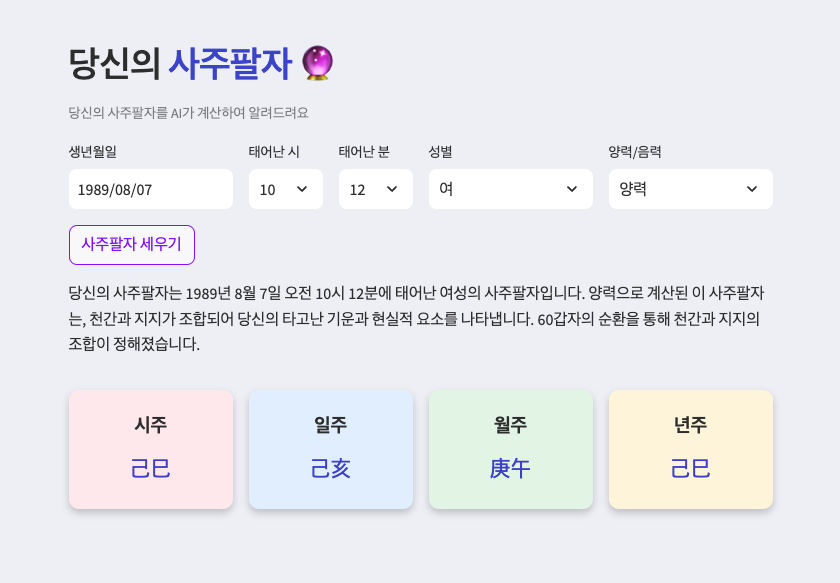 당신의 사주팔자 🔮
당신의 사주팔자를 AI가 계산하여 알려드려요
생년월일 태어난 시 태어난 분 성별 양력/음력
1989/08/07 10 12 여 양력
사주팔자 세우기
당신의 사주팔자는 1989년 8월 7일 오전 10시 12분에 태어난 여성의 사주팔자입니다. 양력으로 계산된 이 사주팔자
는, 천간과 지지가 조합되어 당신의 타고난 기운과 현실적 요소를 나타냅니다. 60갑자의 순환을 통해 천간과 지지의
조합이 정해졌습니다.
시주 일주 월주 년주
己巳 己亥 庚午 己巳